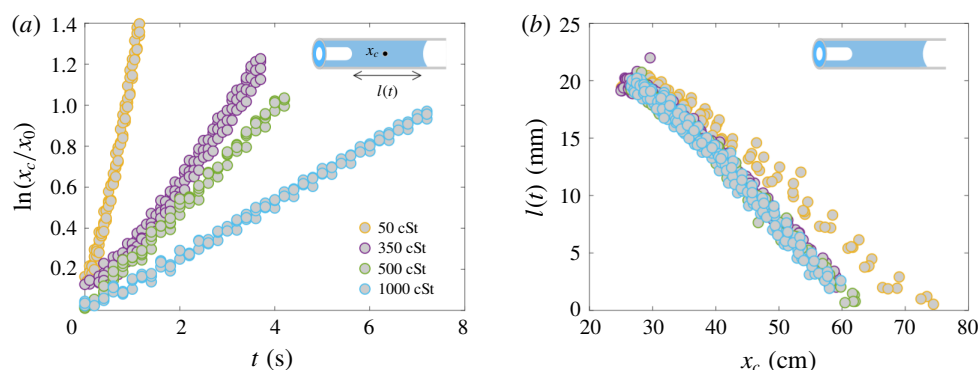 (a)
1.4
1.2
1.0
0.8
0.6
0.4
0.2
0
2
4
6
8
ln(x_c/x_0)
t (s)
x_c
l(t)
50 cSt
350 cSt
500 cSt
1000 cSt
(b)
25
20
15
10
5
0
20
30
40
50
60
70
80
l(t) (mm)
x_c (cm)